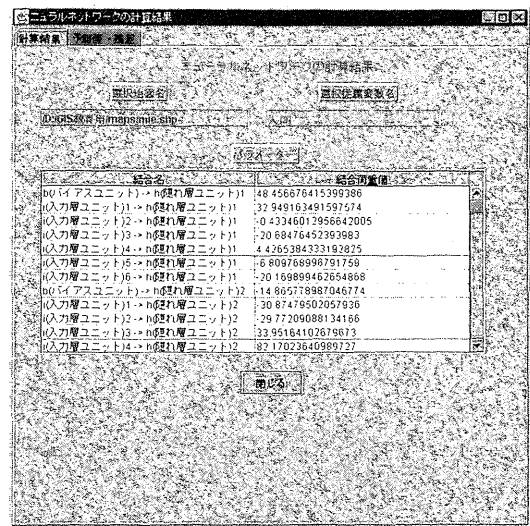 ニューラルネットワークの計算結果
計算結果 予測値・残差
ニューラルネットワークの計算結果
選択地図名 選択従属変数名
人口
パラメーター
結合名 結合荷重値
b(バイアスユニット)-> h(隠れ層ユニット)1 48.456676415399386
i(入力層ユニット)1 -> h(隠れ層ユニット)1 32.949163491597574
i(入力層ユニット)2 -> h(隠れ層ユニット)1 -0.43346012956642005
i(入力層ユニット)3 -> h(隠れ層ユニット)1 -20.68476452393983
i(入力層ユニット)4 -> h(隠れ層ユニット)1 4.4265384333192825
i(入力層ユニット)5 -> h(隠れ層ユニット)1 -6.809768998791759
i(入力層ユニット)6 -> h(隠れ層ユニット)1 -20.169899462654868
b(バイアスユニット)-> h(隠れ層ユニット)2 -14.865778987046774
i(入力層ユニット)1 -> h(隠れ層ユニット)2 -30.87479502057936
i(入力層ユニット)2 -> h(隠れ層ユニット)2 -29.77209088134166
i(入力層ユニット)3 -> h(隠れ層ユニット)2 33.95164102679673
i(入力層ユニット)4 -> h(隠れ層ユニット)2 82.17023640989727
閉じる